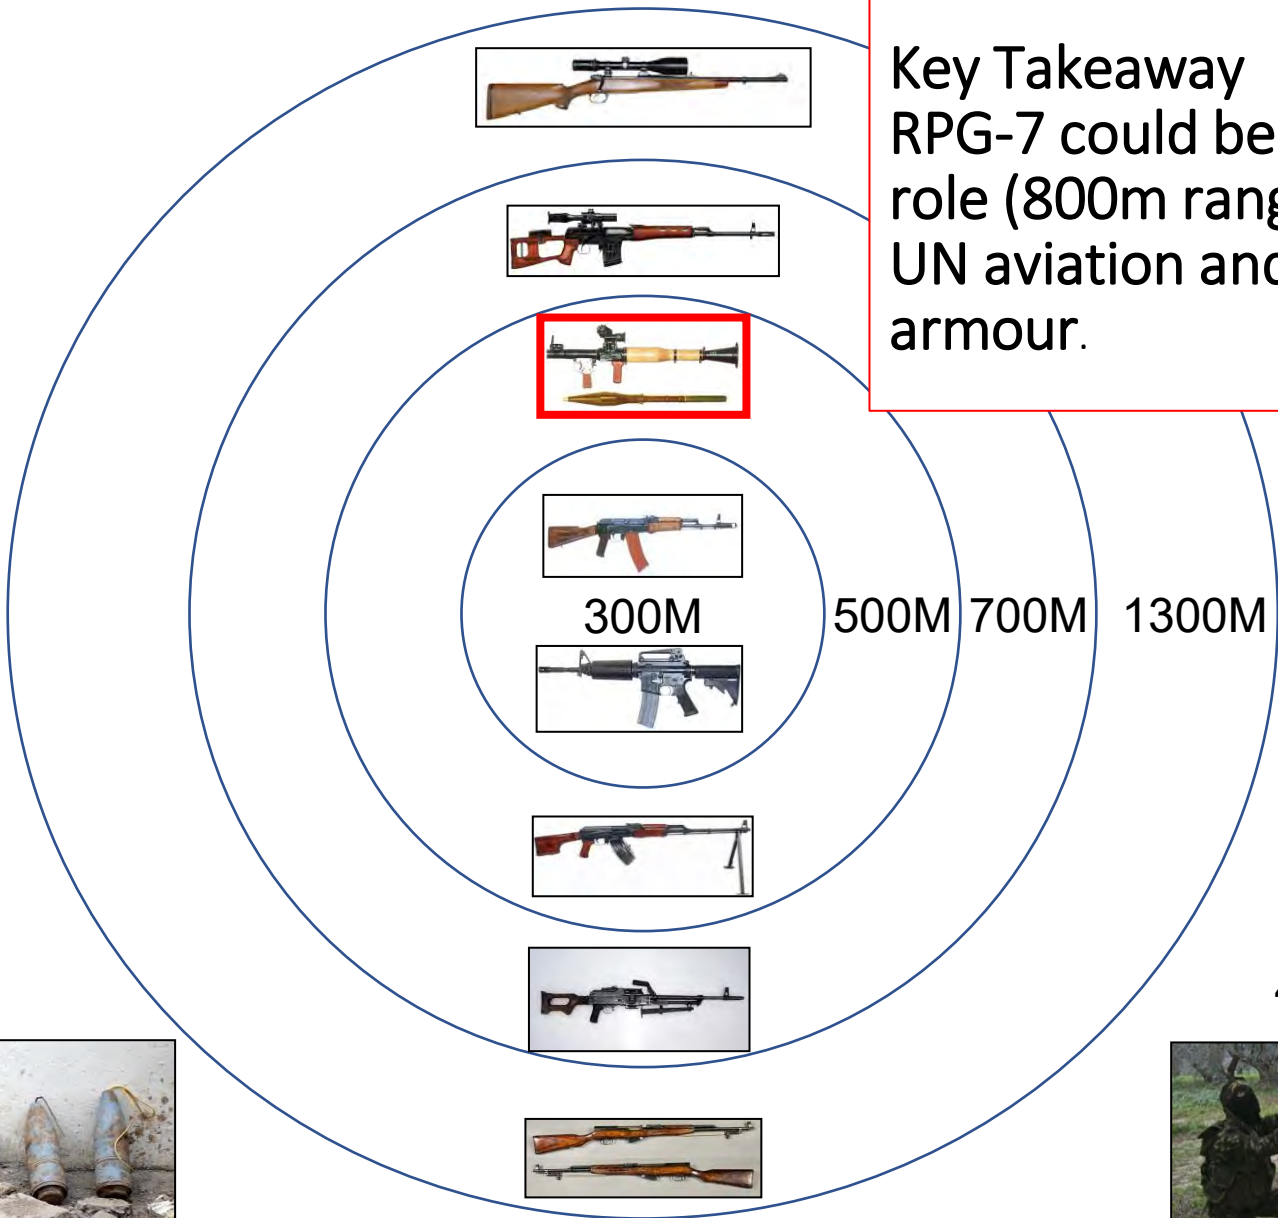 Key Takeaway
RPG-7 could be
role (800m
UN aviation
armour.
300M
500M
700M
1300M